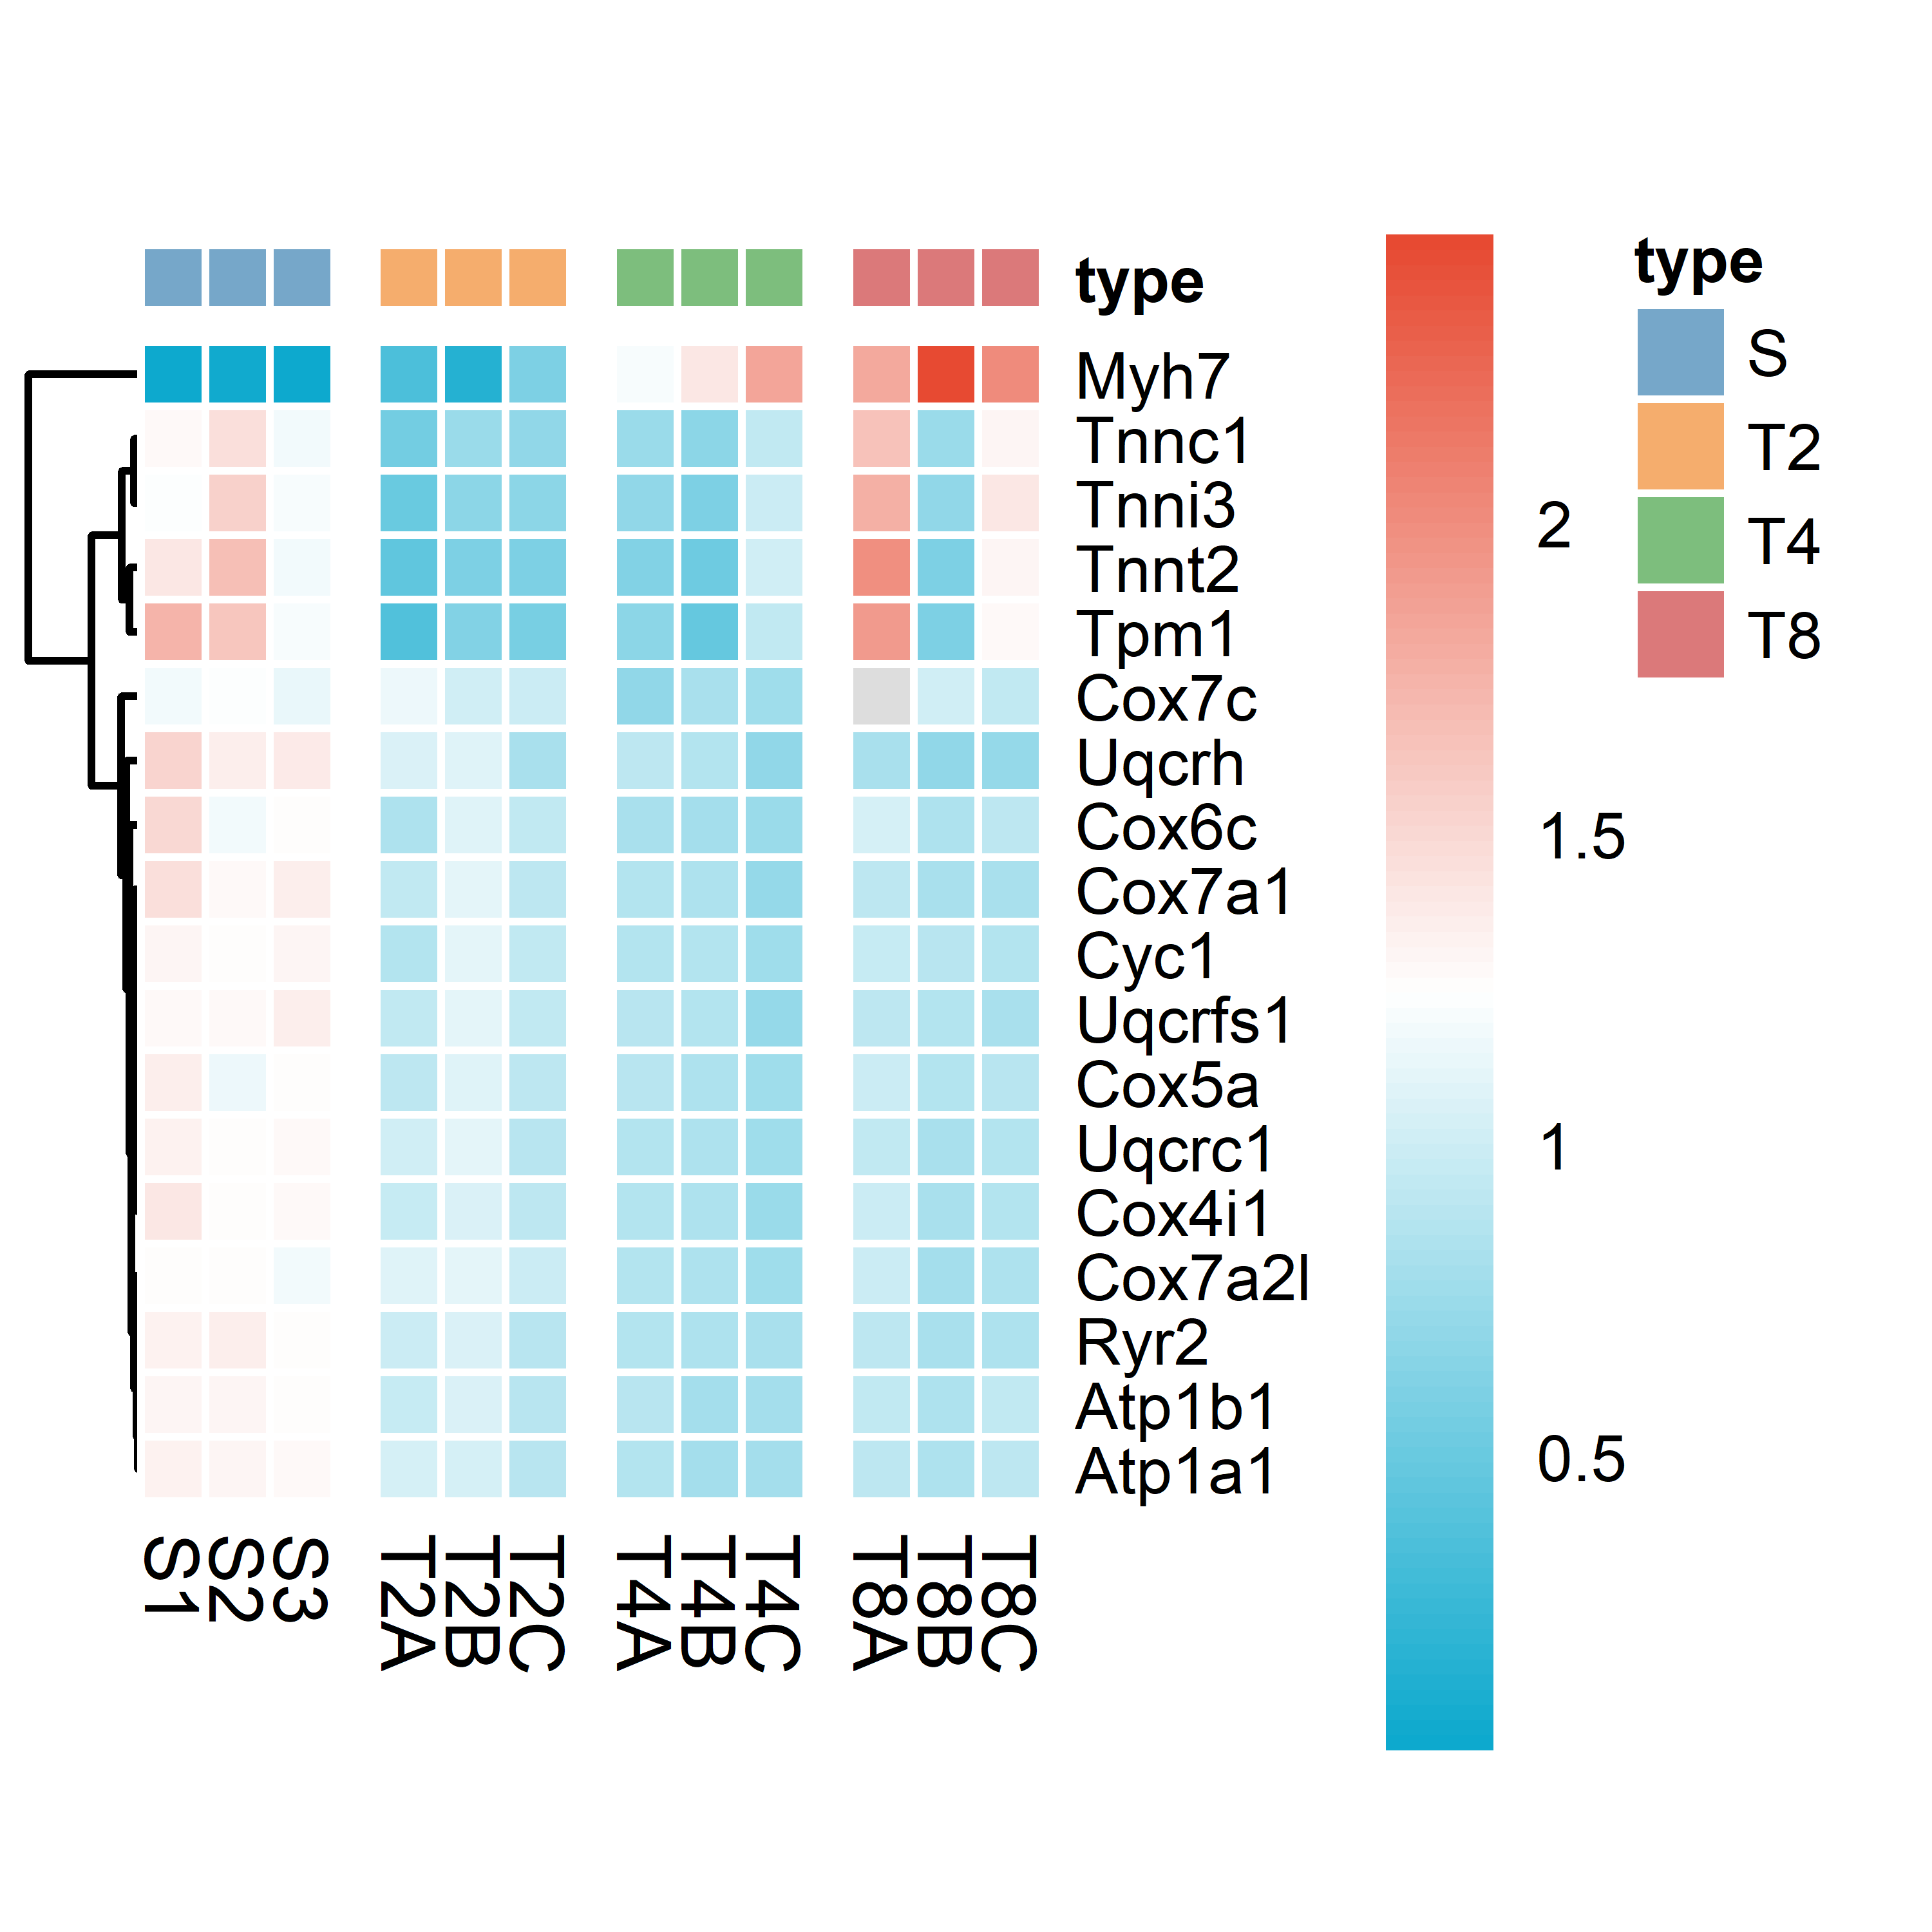 type
Myh7
Tnnc1
Tnni3
Tnnt2
Tpm1
Cox7c
Uqcrh
Cox6c
Cox7a1
Cyc1
Uqcrfs1
Cox5a
Uqcrc1
Cox4i1
Cox7a2l
Ryr2
Atp1b1
Atp1a1
S1 S2 S3 T2A T2B T2C T4A T4B T4C T8A T8B T8C
2
1.5
1
0.5
type
S
T2
T4
T8